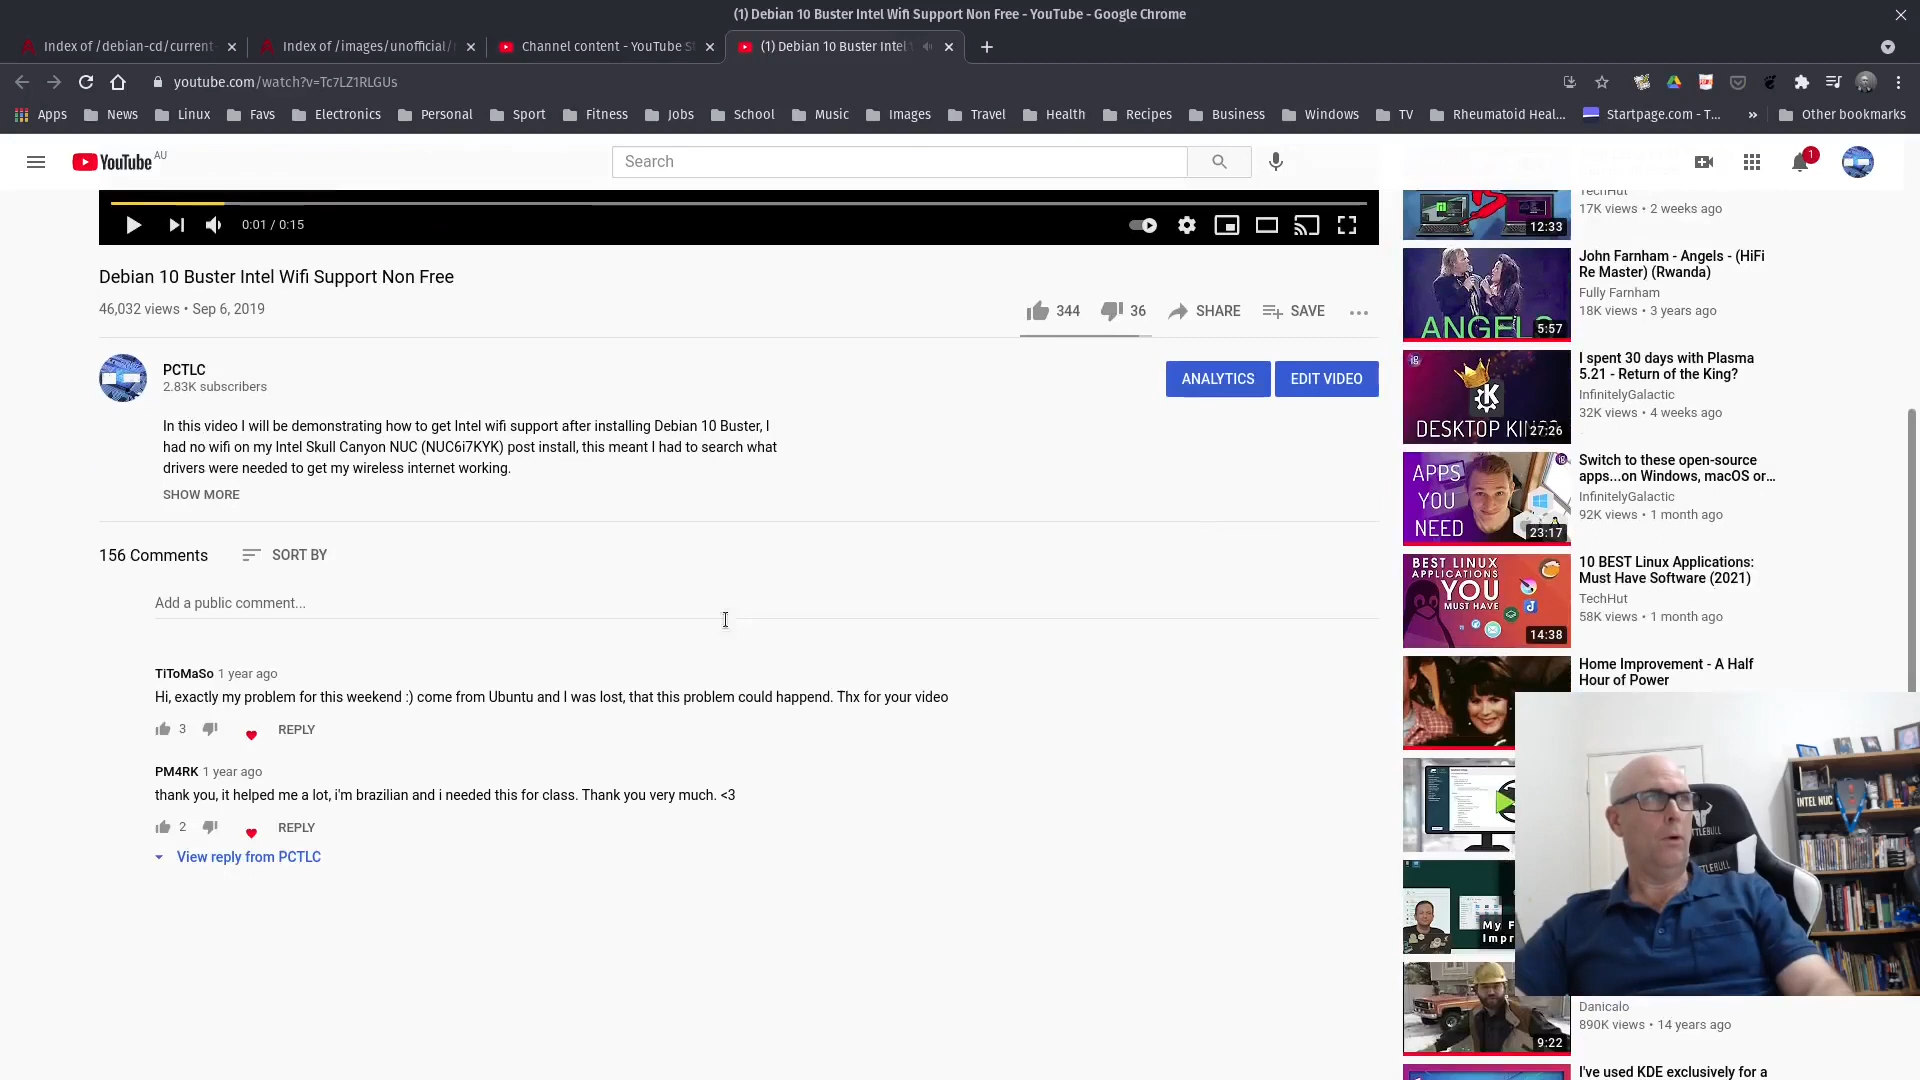 (1) Debian 10 Buster Intel Wifi Support Non Free - YouTube - Google Chrome
Index of /debian-cd/current-
Index of /images/unofficial/
Channel content - YouTube St
(1) Debian 10 Buster Intel
youtube.com/watch?v=Tc7LZ1RLGUs
Apps News Linux Favs Electronics Personal Sport Fitness Jobs School Music Images Travel Health Recipes Business Windows TV Rheumatoid Heal... Startpage.com - T... » Other bookmarks
YouTube AU
Search
1
0:01 / 0:15
Debian 10 Buster Intel Wifi Support Non Free
46,032 views • Sep 6, 2019
344 36 SHARE SAVE
PCTLC
2.83K subscribers
ANALYTICS EDIT VIDEO
In this video I will be demonstrating how to get Intel wifi support after installing Debian 10 Buster, I
had no wifi on my Intel Skull Canyon NUC (NUC6i7KYK) post install, this meant I had to search what
drivers were needed to get my wireless internet working.
SHOW MORE
156 Comments SORT BY
Add a public comment...
TiToMaSo 1 year ago
Hi, exactly my problem for this weekend :) come from Ubuntu and I was lost, that this problem could happend. Thx for your video
3 REPLY
PM4RK 1 year ago
thank you, it helped me a lot, i'm brazilian and i needed this for class. Thank you very much. <3
2 REPLY
View reply from PCTLC
TechHut
17K views • 2 weeks ago
12:33
John Farnham - Angels - (HiFi
Re Master) (Rwanda)
Fully Farnham
18K views • 3 years ago
ANGELS
5:57
I spent 30 days with Plasma
5.21 - Return of the King?
InfinitelyGalactic
32K views • 4 weeks ago
DESKTOP KING
27:26
Switch to these open-source
apps...on Windows, macOS or...
InfinitelyGalactic
92K views • 1 month ago
APPS
YOU
NEED
23:17
10 BEST Linux Applications:
Must Have Software (2021)
TechHut
58K views • 1 month ago
BEST LINUX
APPLICATIONS
YOU
MUST HAVE
14:38
Home Improvement - A Half
Hour of Power
INTEL NUC
TTLEBULL
TTLEBULL
My F
Impr
Danicalo
890K views • 14 years ago
9:22
I've used KDE exclusively for a